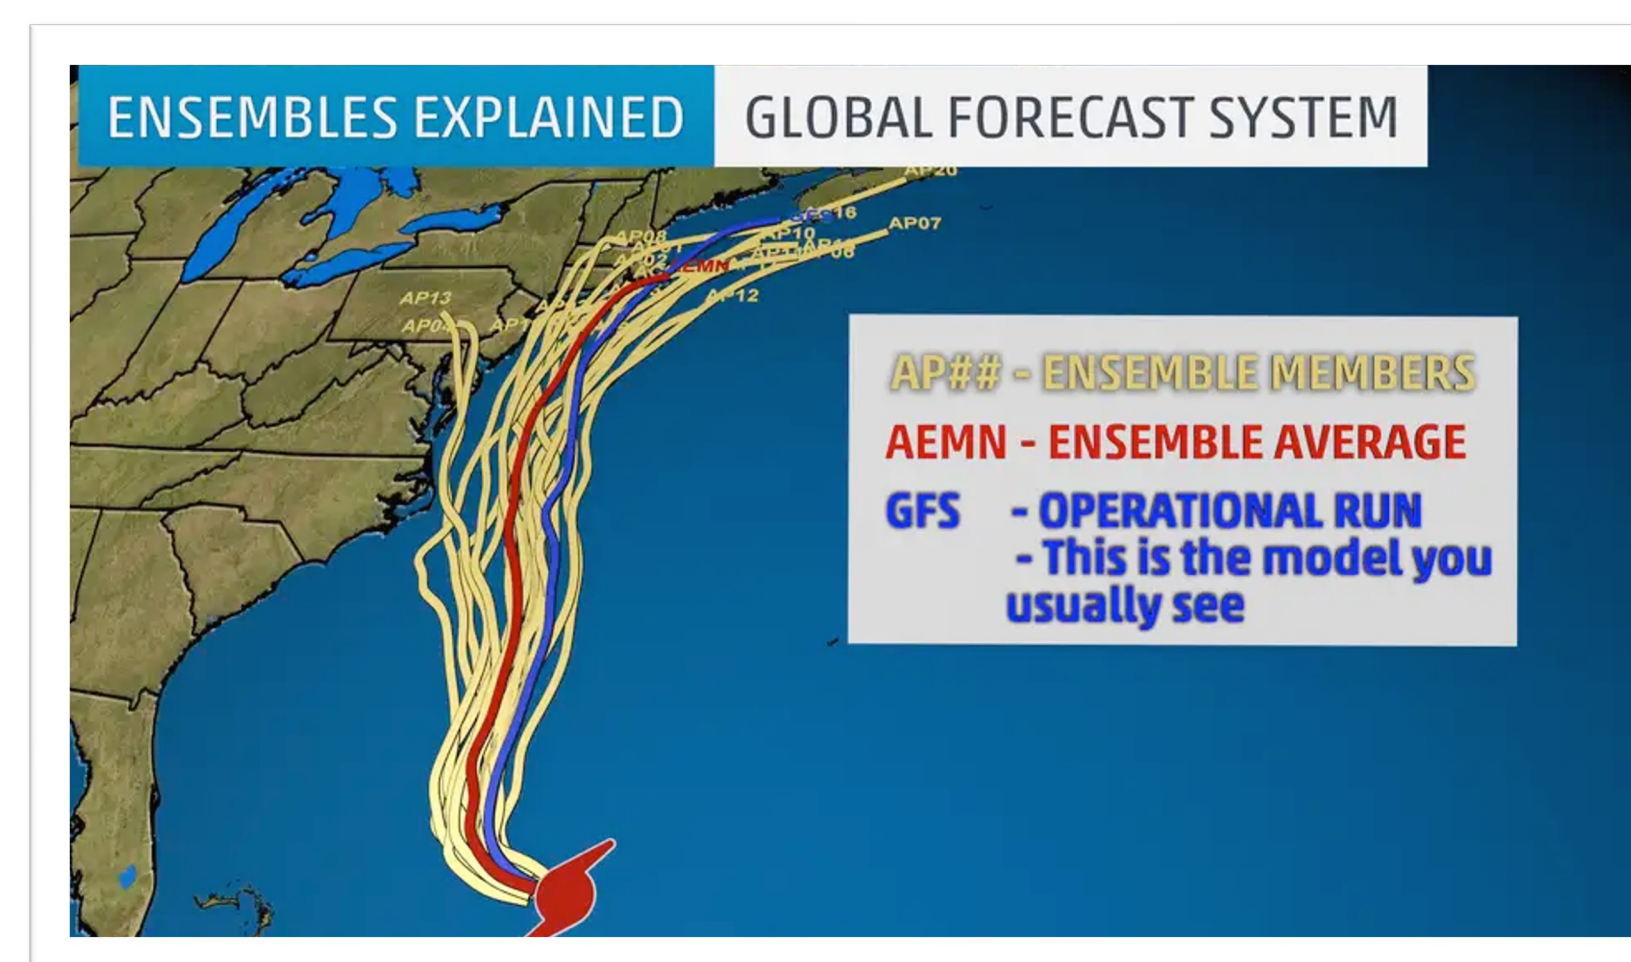 ENSEMBLES EXPLAINED
GLOBAL FORECAST SYSTEM
AP20
AP07
AP08
AP10
AP02
AP12
AP13
AP## - ENSEMBLE MEMBERS
AEMN - ENSEMBLE AVERAGE
GFS - OPERATIONAL RUN
- This is the model you
usually see